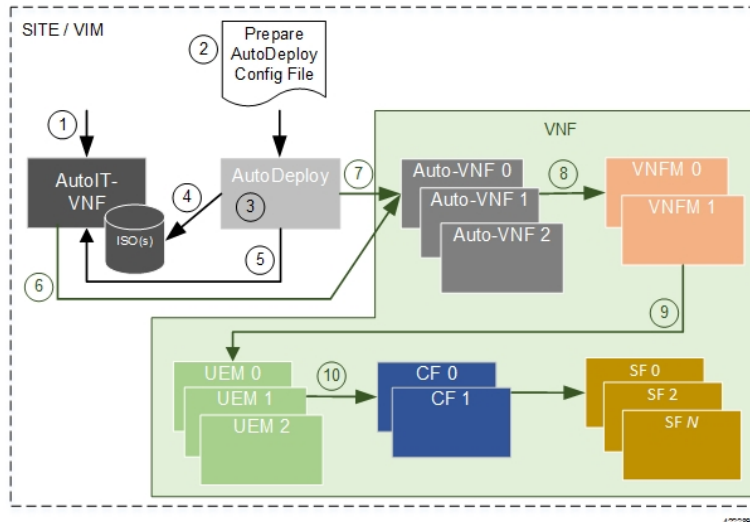 SITE / VIM
2
Prepare
AutoDeploy
Config File
1
VNF
AutoIT-
VNF
ISO(s)
4
AutoDeploy
3
7
Auto-VNF 0
Auto-VNF 1
Auto-VNF 2
8
VNFM 0
VNFM 1
5
6
9
UEM 0
UEM 1
UEM 2
10
CF 0
CF 1
SF 0
SF 2
SF N